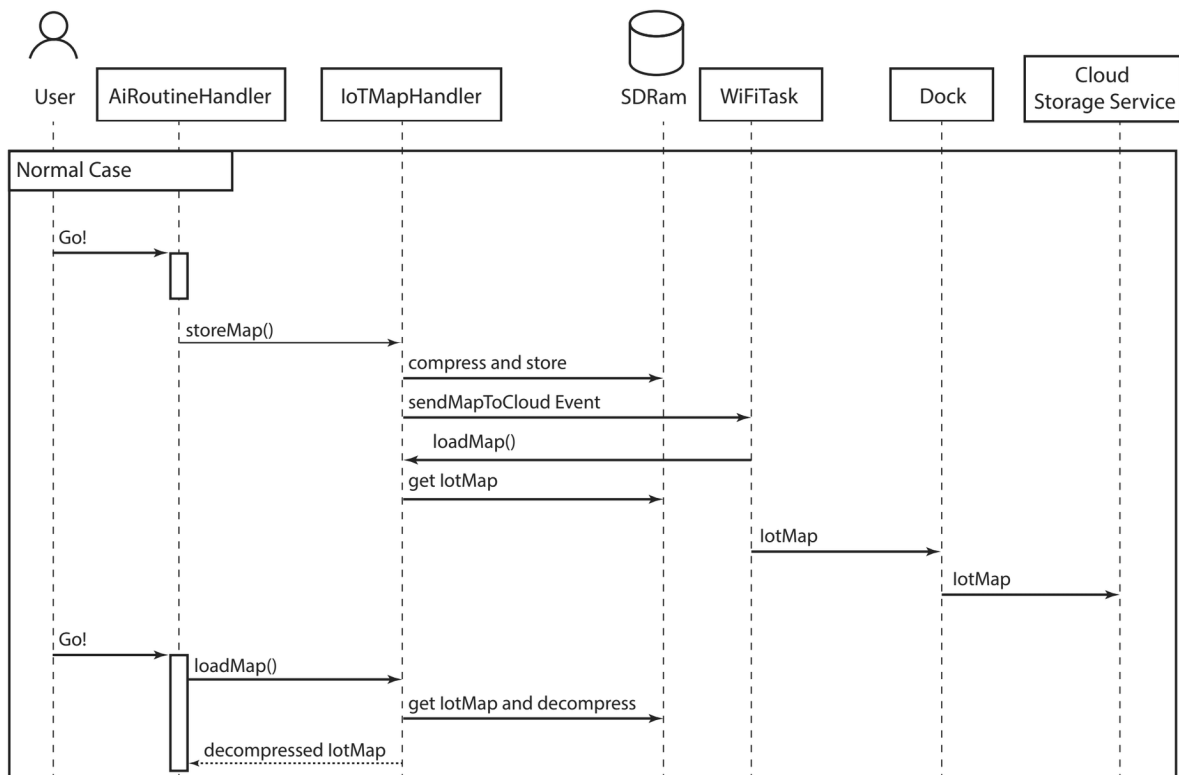 User
AiRoutineHandler
IoTMapHandler
SDRam
WiFiTask
Dock
Cloud
Storage Service
Normal Case
Go!
storeMap()
compress and store
sendMapToCloud Event
loadMap()
get IotMap
IotMap
IotMap
Go!
loadMap()
get IotMap and decompress
decompressed IotMap